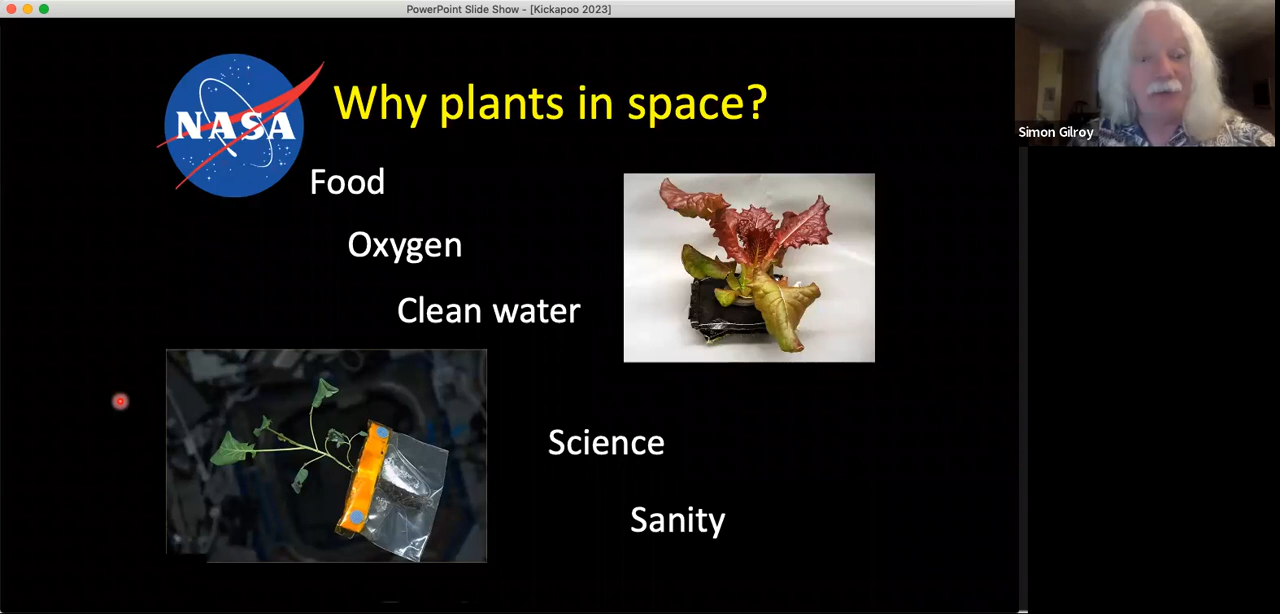 PowerPoint Slide Show - [Kickapoo 2023]
NASA
Why plants in space?
Food
Oxygen
Clean water
Science
Sanity
Simon Gilroy